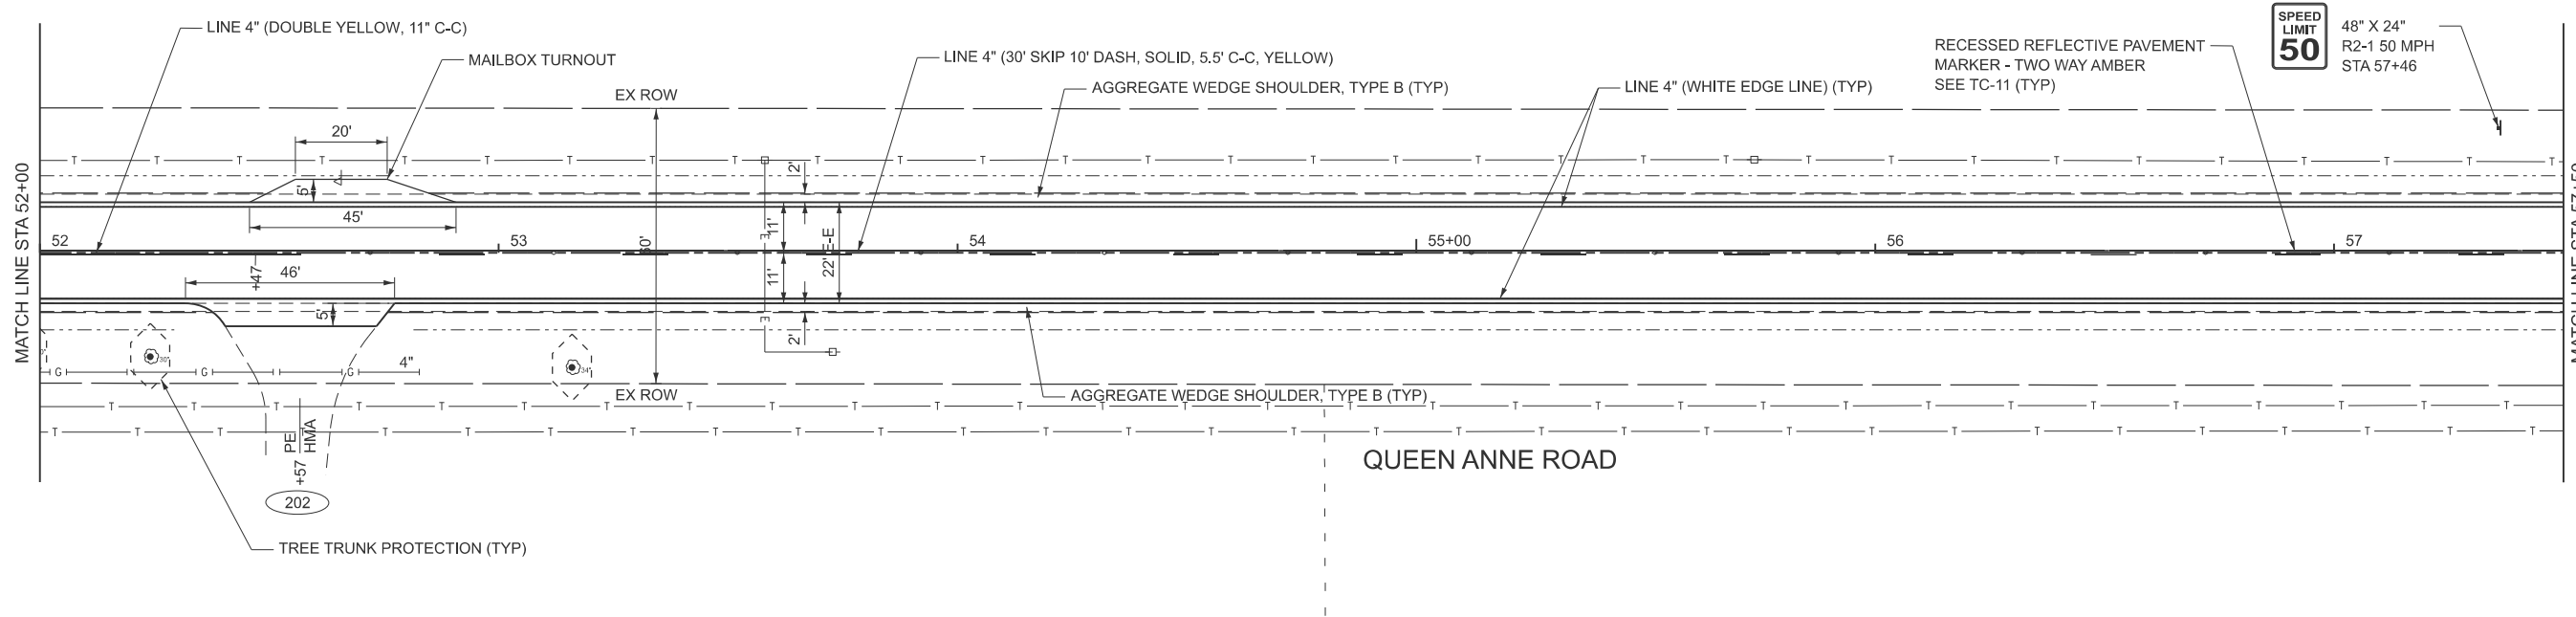 LINE 4" (DOUBLE YELLOW, 11" C-C)
MAILBOX TURNOUT
LINE 4" (30' SKIP 10' DASH, SOLID, 5.5' C-C, YELLOW)
AGGREGATE WEDGE SHOULDER, TYPE B (TYP)
LINE 4" (WHITE EDGE LINE) (TYP)
RECESSED REFLECTIVE PAVEMENT
MARKER - TWO WAY AMBER
SEE TC-11 (TYP)
SPEED
LIMIT
50
48" X 24"
R2-1 50 MPH
STA 57+46
EX ROW
20'
T T T T T T T T T T T T T T T T T T T T T T T T T T T T T T
5'
2'
45'
MATCH LINE STA 52+00
52
53
54
55+00
56
57
60'
11'
E
22' E-E
11'
+47
46'
5'
E
2'
30"
34"
G G G
4"
EX ROW
AGGREGATE WEDGE SHOULDER, TYPE B (TYP)
T T T T T T T T T T T T T T T T T T T T T T T T T T T T T T
T T T T T T T T T T T T T T T T T T T T T T T T T T T T T T T
PE
HMA
+57
202
QUEEN ANNE ROAD
TREE TRUNK PROTECTION (TYP)